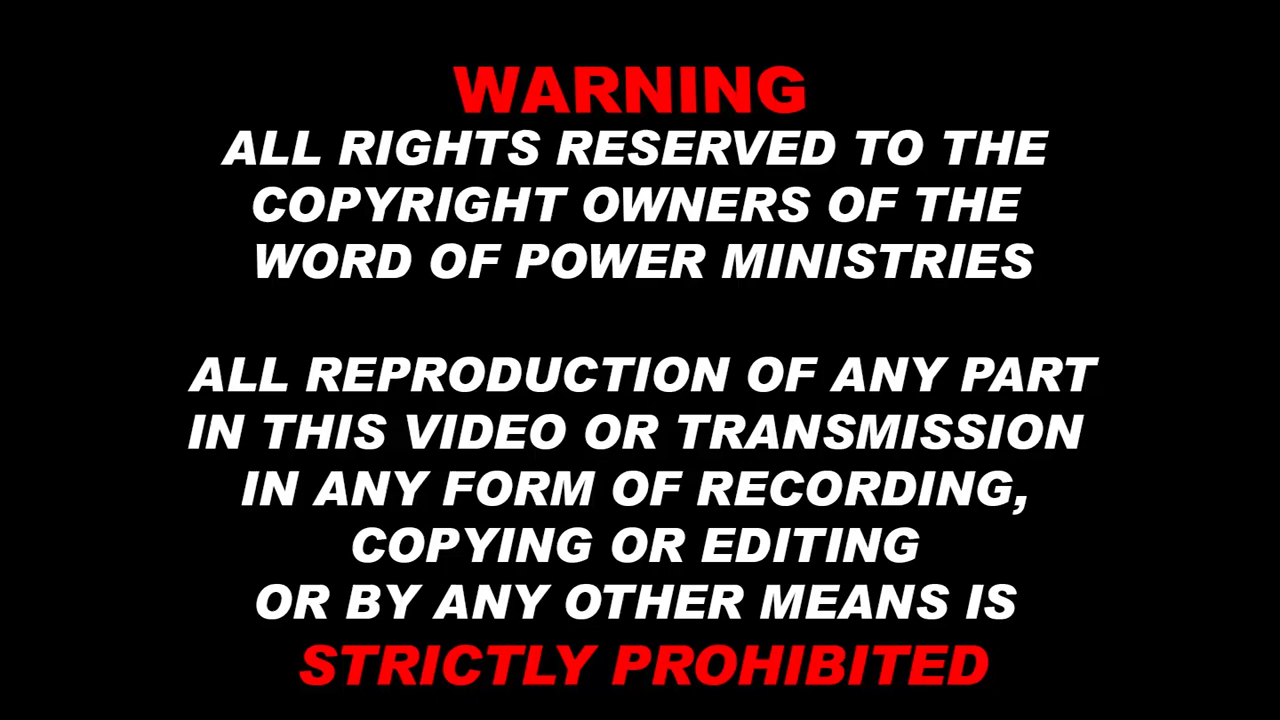 WARNING
ALL RIGHTS RESERVED TO THE
COPYRIGHT OWNERS OF THE
WORD OF POWER MINISTRIES
ALL REPRODUCTION OF ANY PART
IN THIS VIDEO OR TRANSMISSION
IN ANY FORM OF RECORDING,
COPYING OR EDITING
OR BY ANY OTHER MEANS IS
STRICTLY PROHIBITED